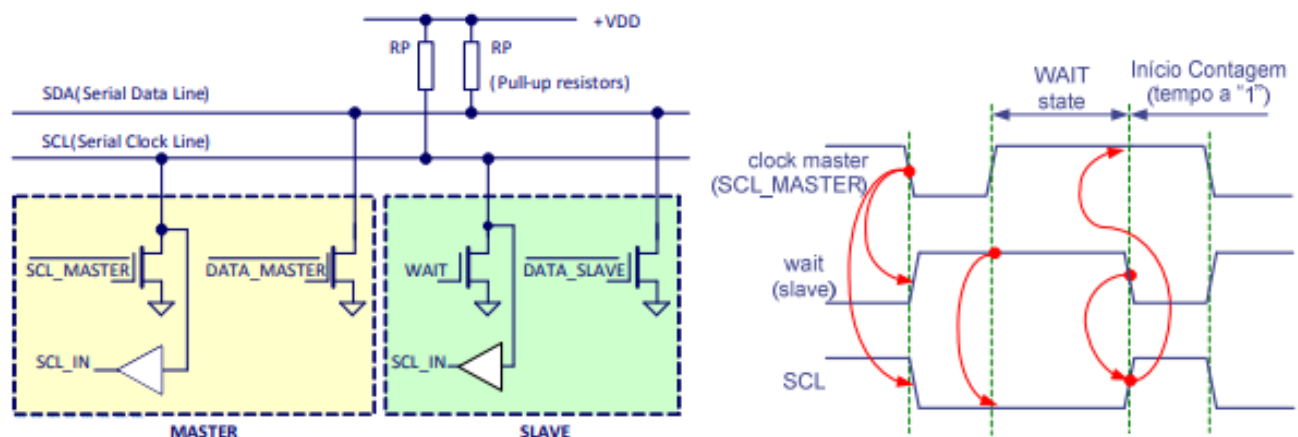 +VDD
RP
RP
(Pull-up resistors)
SDA(Serial Data Line)
SCL(Serial Clock Line)
SCL_MASTER
DATA_MASTER
WAIT
DATA_SLAVE
SCL_IN
SCL_IN
MASTER
SLAVE
WAIT
state
Início Contagem
(tempo a "1")
clock master
(SCL_MASTER)
wait
(slave)
SCL